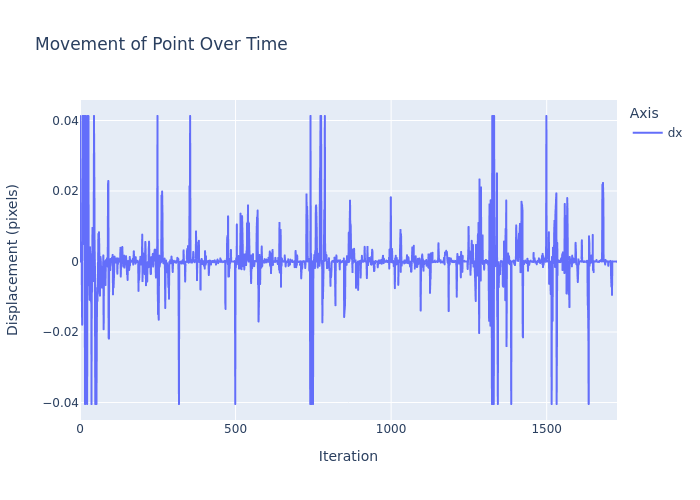 Movement of Point Over Time
Axis
dx
0.04
0.02
0
−0.02
−0.04
Displacement (pixels)
0
500
1000
1500
Iteration